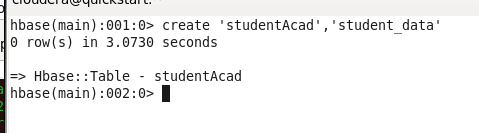 cloudera@quickstart:
hbase(main):001:0> create 'studentAcad','student_data'
0 row(s) in 3.0730 seconds
=> Hbase::Table - studentAcad
hbase(main):002:0>